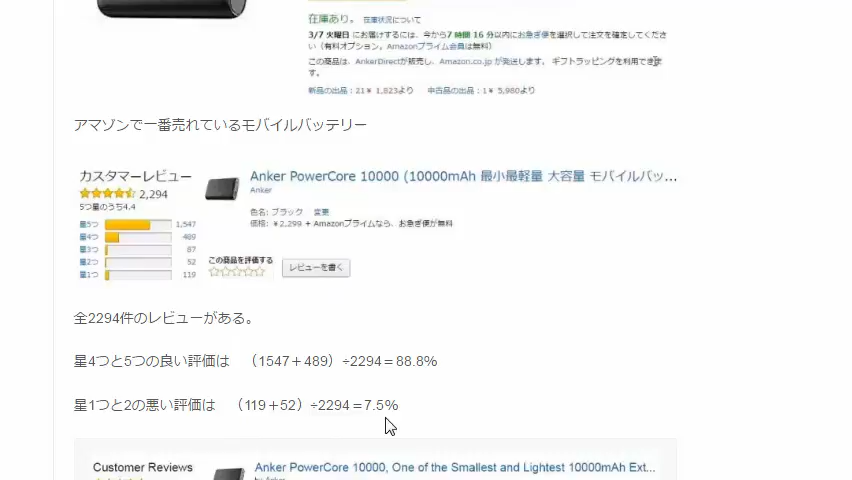 在庫あり。 在庫状況について
3/7 火曜日 にお届けするには、今から7 時間 16 分以内にお急ぎ便を選択して注文を確定してくださ
い（有料オプション。Amazonプライム会員は無料）
この商品は、AnkerDirectが販売し、Amazon.co.jp が発送します。 ギフトラッピングを利用できま
す。
新品の出品：21￥ 1,823より 中古品の出品：1￥ 5,980より
アマゾンで一番売れているモバイルバッテリー
カスタマーレビュー
2,294
5つ星のうち4.4
星5つ 1,547
星4つ 489
星3つ 87
星2つ 52
星1つ 119
Anker PowerCore 10000 (10000mAh 最小最軽量 大容量 モバイルバッ...
Anker
色名: ブラック 変更
価格: ￥2,299 + Amazonプライムなら、お急ぎ便が無料
この商品を評価する
レビューを書く
全2294件のレビューがある。
星4つと5つの良い評価は （1547＋489）÷2294＝88.8%
星1つと2の悪い評価は （119＋52）÷2294＝7.5%
Customer Reviews
Anker PowerCore 10000, One of the Smallest and Lightest 10000mAh Ext...